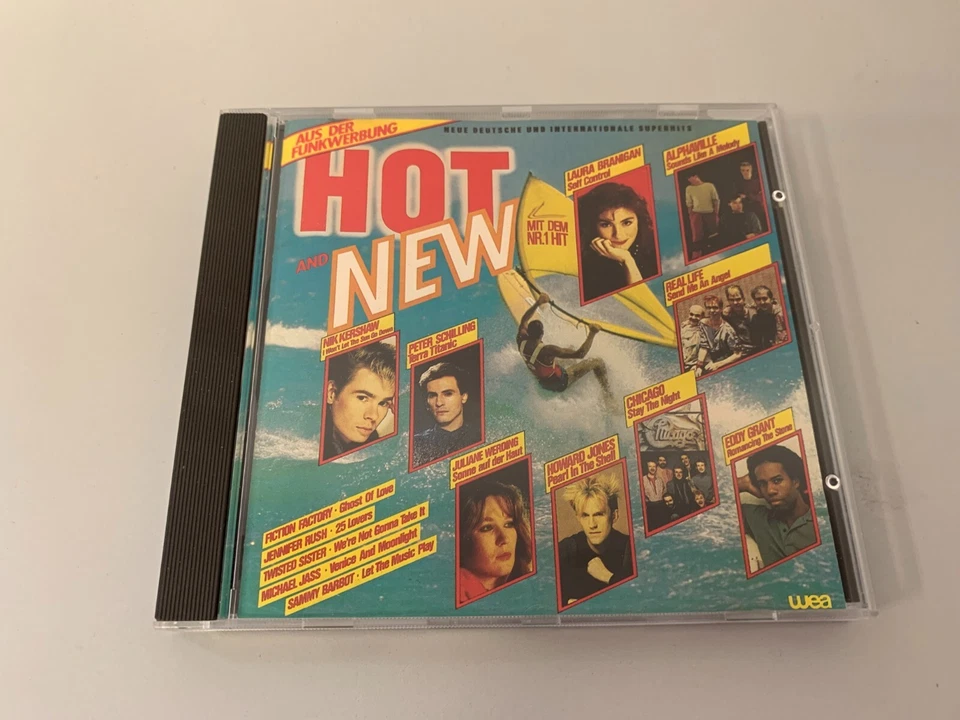 AUS DER
FUNKWERBUNG
NEUE DEUTSCHE UND INTERNATIONALE SUPERHITS
HOT
AND NEW
MIT DEM
NR.1 HIT
LAURA BRANIGAN
Self Control
ALPHAVILLE
Sounds Like A Melody
REAL LIFE
Send Me An Angel
NIK KERSHAW
I Won't Let The Sun Go Down
PETER SCHILLING
Terra Titanic
CHICAGO
Stay The Night
Chicago
EDDY GRANT
Romancing The Stone
JULIANE WERDING
Sonne auf der Haut
HOWARD JONES
Pearl In The Shell
FICTION FACTORY · Ghost Of Love
JENNIFER RUSH · 25 Lovers
TWISTED SISTER · We're Not Gonna Take It
MICHAEL JASS · Venice And Moonlight
SAMMY BARBOT · Let The Music Play
wea